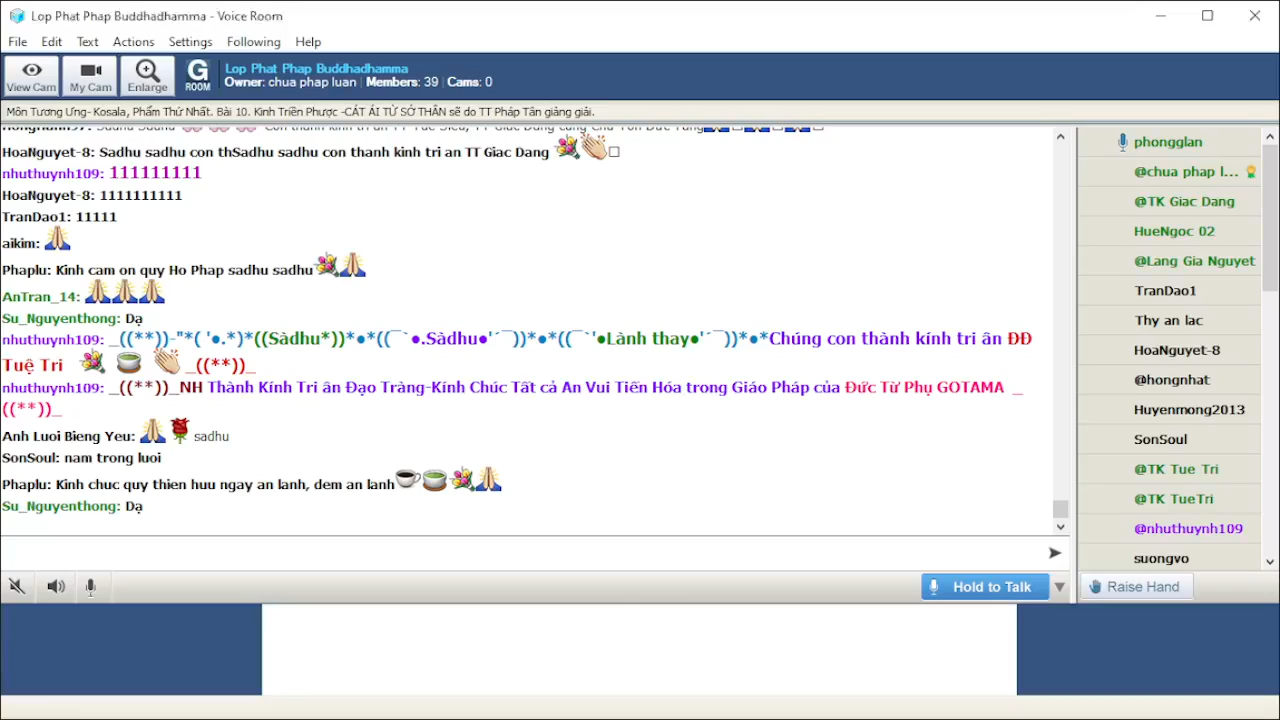 Lop Phat Phap Buddhadhamma - Voice Room
File Edit Text Actions Settings Following Help
View Cam My Cam Enlarge G ROOM
Lop Phat Phap Buddhadhamma
Owner: chua phap luan | Members: 39 | Cams: 0
Môn Tương Ưng- Kosala, Phẩm Thứ Nhất. Bài 10. Kinh Triền Phược -CÁT ÁI TỬ SỚ THÂN sẽ do TT Pháp Tân giảng giải.
HoaNguyet-8: Sadhu sadhu con thSadhu sadhu con thanh kinh tri an TT Giac Dang
nhuthuynh109: 111111111
HoaNguyet-8: 1111111111
TranDao1: 11111
aikim:
Phaplu: Kinh cam on quy Ho Phap sadhu sadhu
AnTran_14:
Su_Nguyenthong: Dạ
nhuthuynh109: _((**))-"*( '●.*)*((Sàdhu*))*●*((¯`●.Sàdhu●'´¯))*●*((¯`'●Lành thay●'´¯))*●*Chúng con thành kính tri ân ĐĐ
Tuệ Tri _((**))_
nhuthuynh109: _((**))_NH Thành Kính Tri ân Đạo Tràng-Kính Chúc Tất cả An Vui Tiến Hóa trong Giáo Pháp của Đức Từ Phụ GOTAMA _
((**))_
Anh Luoi Bieng Yeu: sadhu
SonSoul: nam trong luoi
Phaplu: Kinh chuc quy thien huu ngay an lanh, dem an lanh
Su_Nguyenthong: Dạ
Hold to Talk
phongglan
@chua phap l...
@TK Giac Dang
HueNgoc 02
@Lang Gia Nguyet
TranDao1
Thy an lac
HoaNguyet-8
@hongnhat
Huyenmong2013
SonSoul
@TK Tue Tri
@TK TueTri
@nhuthuynh109
suongvo
Raise Hand